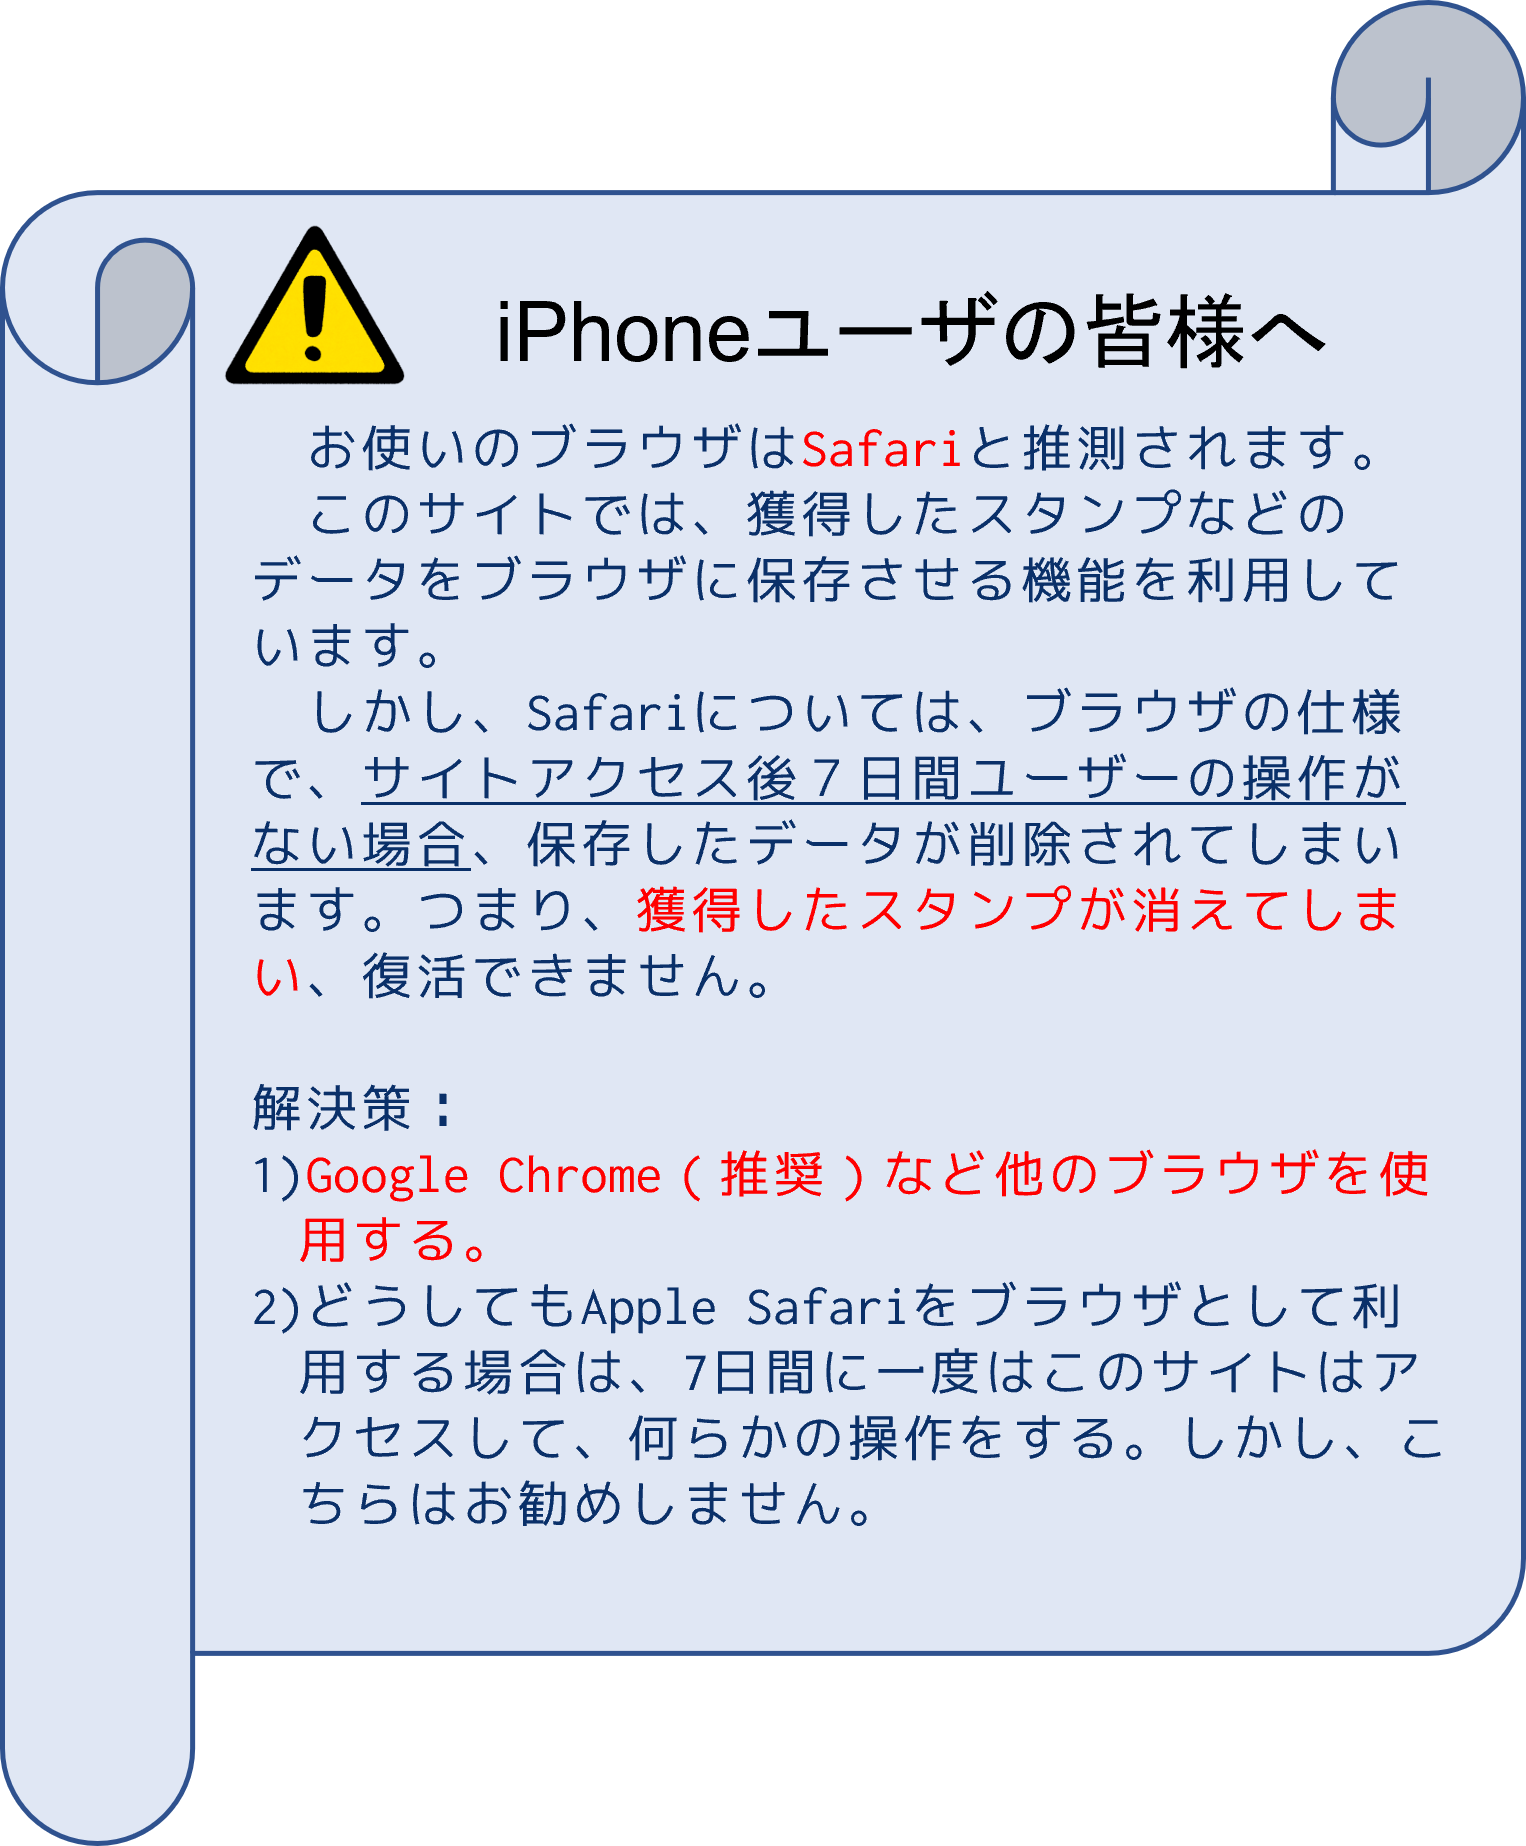 iPhoneユーザの皆様へ
お使いのブラウザはSafariと推測されます。
このサイトでは、獲得したスタンプなどの
データをブラウザに保存させる機能を利用して
います。
しかし、Safariについては、ブラウザの仕様
で、サイトアクセス後７日間ユーザーの操作が
ない場合、保存したデータが削除されてしまい
ます。つまり、獲得したスタンプが消えてしま
い、復活できません。
解決策：
1)Google Chrome（推奨）など他のブラウザを使
用する。
2)どうしてもApple Safariをブラウザとして利
用する場合は、7日間に一度はこのサイトはア
クセスして、何らかの操作をする。しかし、こ
ちらはお勧めしません。